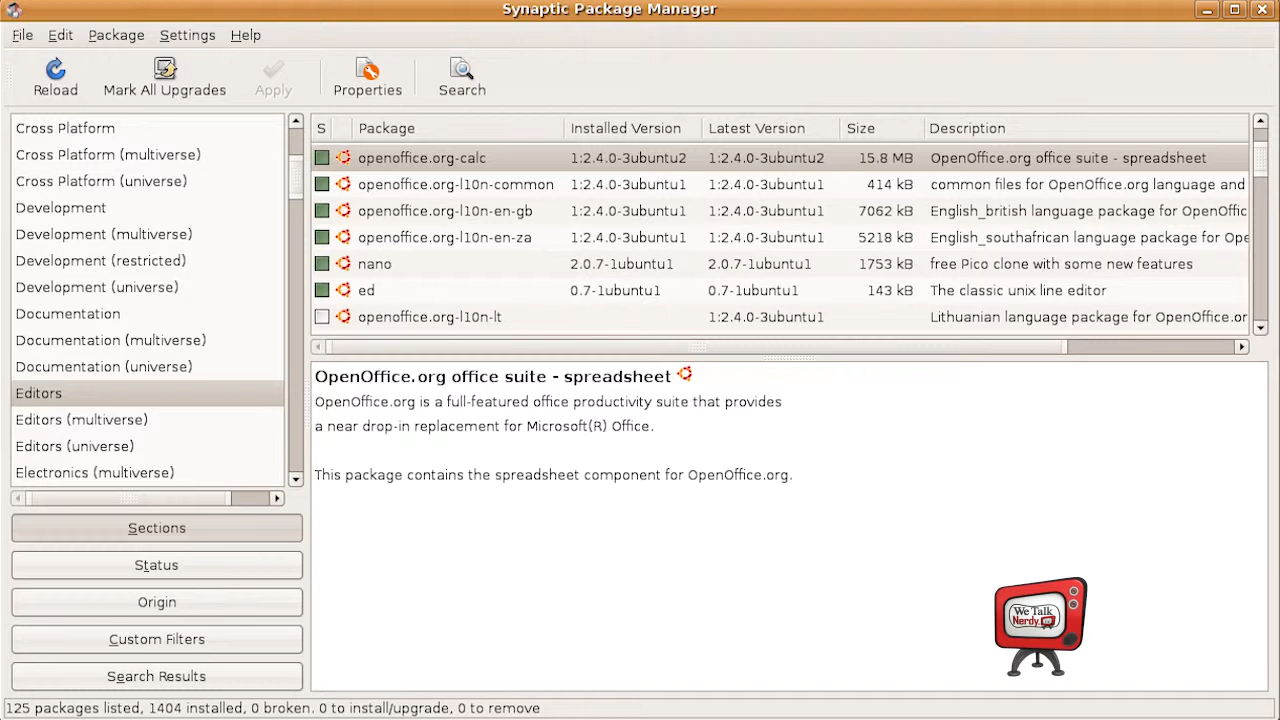 Synaptic Package Manager
File Edit Package Settings Help
Reload Mark All Upgrades Apply Properties Search
Cross Platform
Cross Platform (multiverse)
Cross Platform (universe)
Development
Development (multiverse)
Development (restricted)
Development (universe)
Documentation
Documentation (multiverse)
Documentation (universe)
Editors
Editors (multiverse)
Editors (universe)
Electronics (multiverse)
Sections
Status
Origin
Custom Filters
Search Results
S Package Installed Version Latest Version Size Description
openoffice.org-calc 1:2.4.0-3ubuntu2 1:2.4.0-3ubuntu2 15.8 MB OpenOffice.org office suite - spreadsheet
openoffice.org-l10n-common 1:2.4.0-3ubuntu1 1:2.4.0-3ubuntu1 414 kB common files for OpenOffice.org language and
openoffice.org-l10n-en-gb 1:2.4.0-3ubuntu1 1:2.4.0-3ubuntu1 7062 kB English_british language package for OpenOffic
openoffice.org-l10n-en-za 1:2.4.0-3ubuntu1 1:2.4.0-3ubuntu1 5218 kB English_southafrican language package for Ope
nano 2.0.7-1ubuntu1 2.0.7-1ubuntu1 1753 kB free Pico clone with some new features
ed 0.7-1ubuntu1 0.7-1ubuntu1 143 kB The classic unix line editor
openoffice.org-l10n-lt 1:2.4.0-3ubuntu1 Lithuanian language package for OpenOffice.or
OpenOffice.org office suite - spreadsheet
OpenOffice.org is a full-featured office productivity suite that provides
a near drop-in replacement for Microsoft(R) Office.
This package contains the spreadsheet component for OpenOffice.org.
We Talk
Nerdy
125 packages listed, 1404 installed, 0 broken. 0 to install/upgrade, 0 to remove